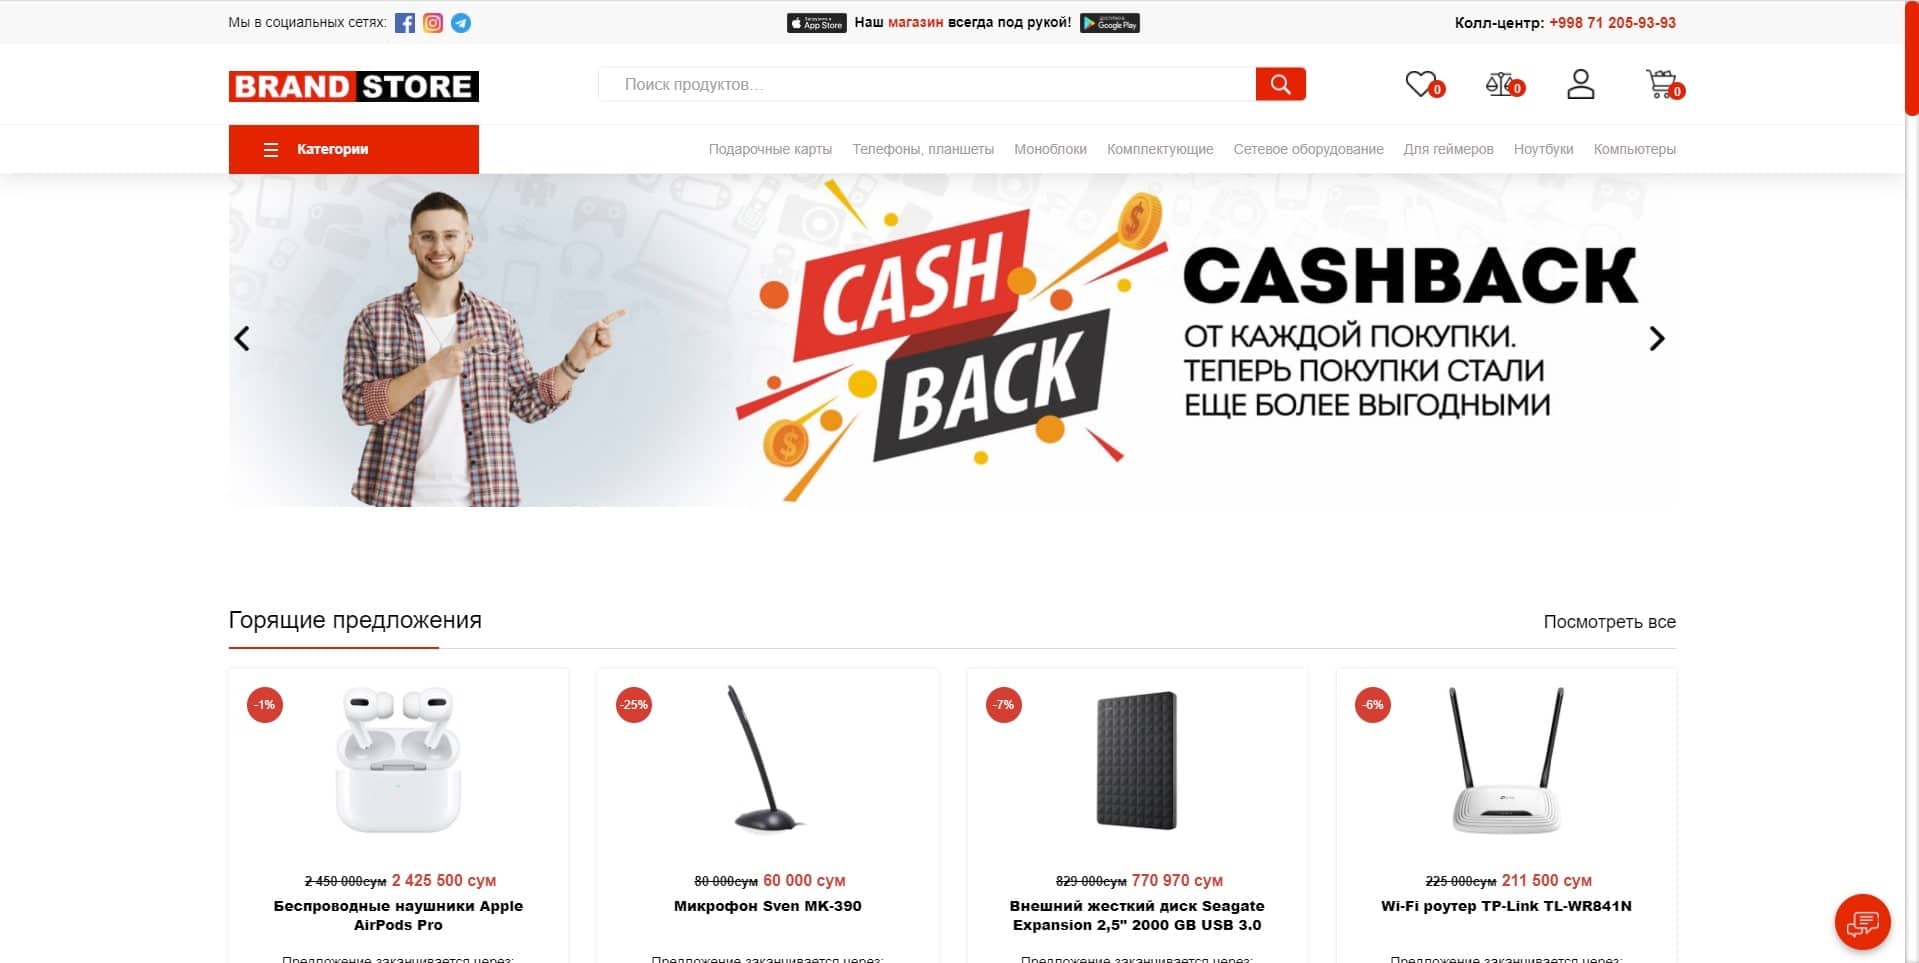 Мы в социальных сетях:
Загрузите в App Store
Наш магазин всегда под рукой!
ДОСТУПНО В Google Play
Колл-центр: +998 71 205-93-93
BRAND STORE
Поиск продуктов...
0
0
0
Категории
Подарочные карты
Телефоны, планшеты
Моноблоки
Комплектующие
Сетевое оборудование
Для геймеров
Ноутбуки
Компьютеры
CASH
BACK
CASHBACK
ОТ КАЖДОЙ ПОКУПКИ.
ТЕПЕРЬ ПОКУПКИ СТАЛИ
ЕЩЕ БОЛЕЕ ВЫГОДНЫМИ
Горящие предложения
Посмотреть все
-1%
2 450 000сум 2 425 500 сум
Беспроводные наушники Apple
AirPods Pro
Предложение заканчивается через:
-25%
80 000сум 60 000 сум
Микрофон Sven MK-390
Предложение заканчивается через:
-7%
829 000сум 770 970 сум
Внешний жесткий диск Seagate
Expansion 2,5" 2000 GB USB 3.0
Предложение заканчивается через:
-6%
225 000сум 211 500 сум
Wi-Fi роутер TP-Link TL-WR841N
Предложение заканчивается через: